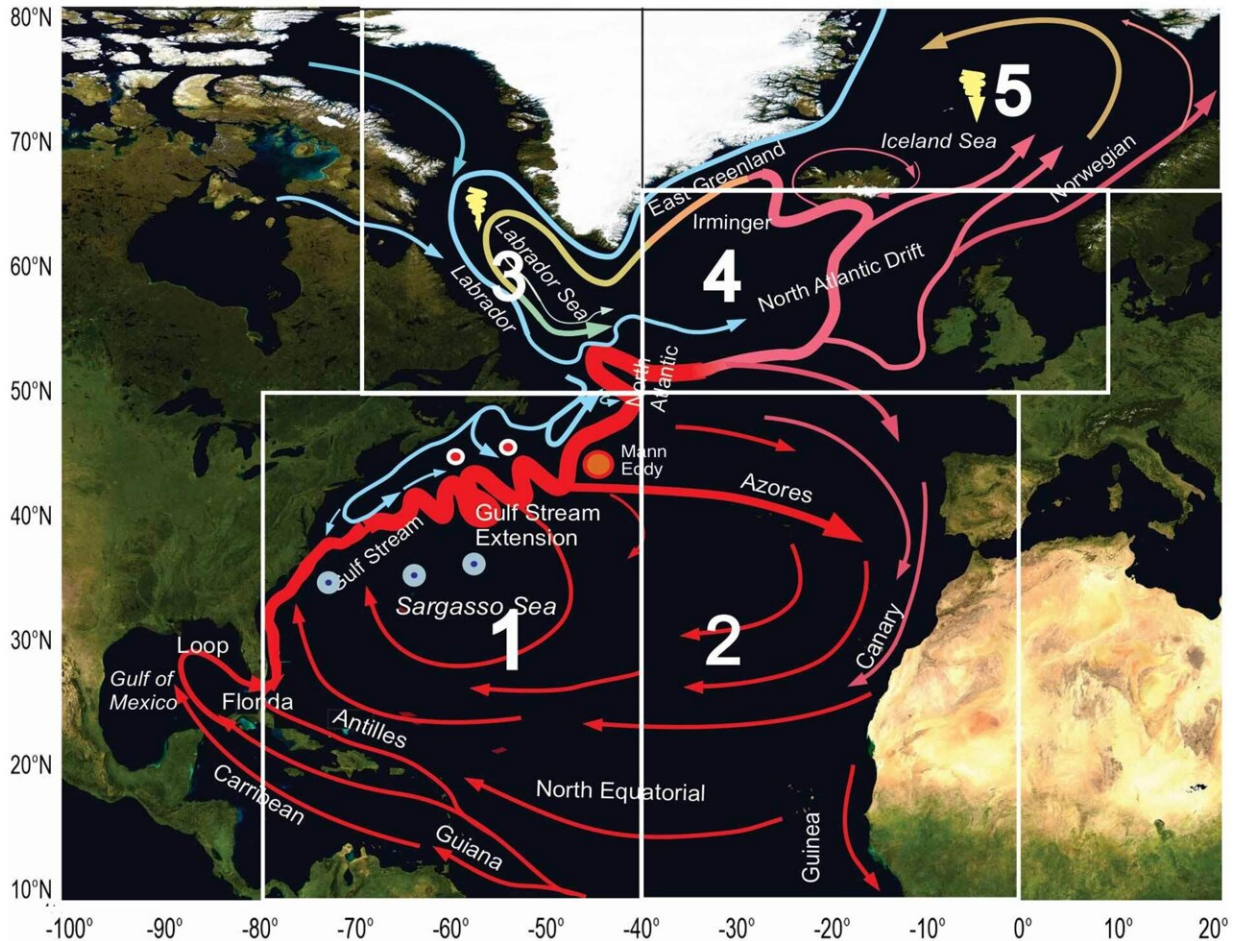 80°N
70°N
60°N
50°N
40°N
30°N
20°N
10°N
5
Iceland Sea
Norwegian
East Greenland
Irminger
4
North Atlantic Drift
Labrador Sea
3
Labrador
North
Atlantic
Mann
Eddy
Azores
Gulf Stream
Gulf Stream
Extension
Sargasso Sea
1
2
Canary
Loop
Gulf of
Mexico
Florida
Antilles
Carribean
North Equatorial
Guiana
Guinea
-100° -90° -80° -70° -60° -50° -40° -30° -20° -10° 0° 10° 20°